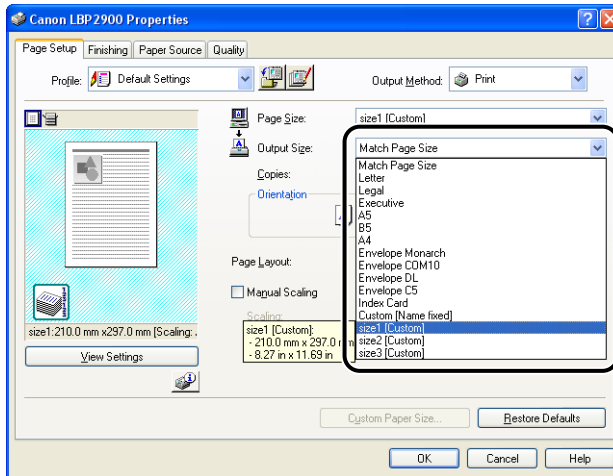 Canon LBP2900 Properties
Page Setup Finishing Paper Source Quality
Profile: Default Settings Output Method: Print
Page Size: size1 [Custom]
Output Size: Match Page Size
Match Page Size
Letter
Legal
Executive
A5
B5
A4
Envelope Monarch
Envelope COM10
Envelope DL
Envelope C5
Index Card
Custom [Name fixed]
size1 [Custom]
size2 [Custom]
size3 [Custom]
Copies:
Orientation
A
Page Layout:
Manual Scaling
Scaling:
size1 [Custom]:
- 210.0 mm x 297.0 m
- 8.27 in x 11.69 in
size1:210.0 mm x297.0 mm [Scaling: .
View Settings
Custom Paper Size... Restore Defaults
OK Cancel Help